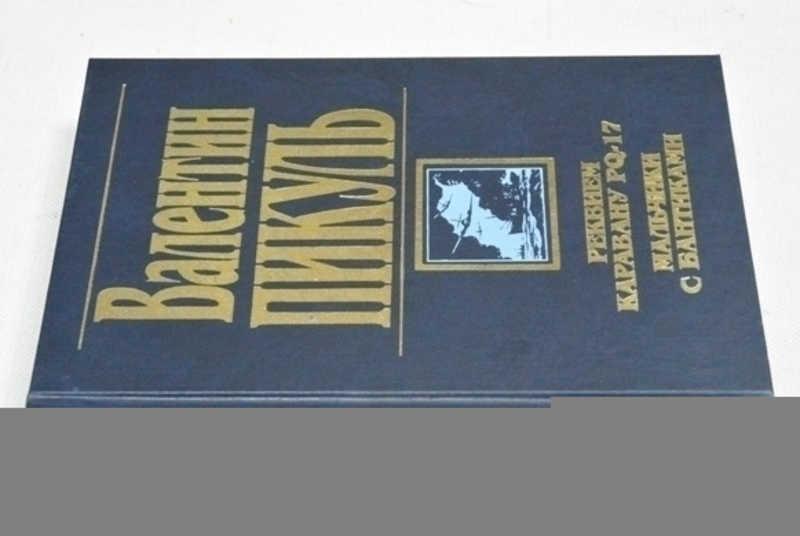 Валентин
ПИКУЛЬ
РЕКВИЕМ
КАРАВАНУ PQ-17
МАЛЬЧИКИ
С БАНТИКАМИ